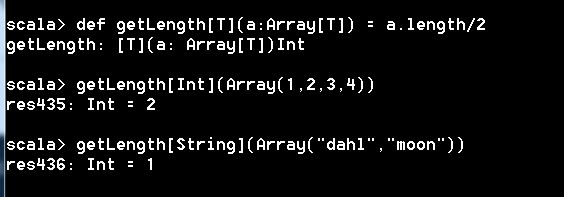 scala> def getLength[T](a:Array[T]) = a.length/2
getLength: [T](a: Array[T])Int
scala> getLength[Int](Array(1,2,3,4))
res435: Int = 2
scala> getLength[String](Array("dahl","moon"))
res436: Int = 1